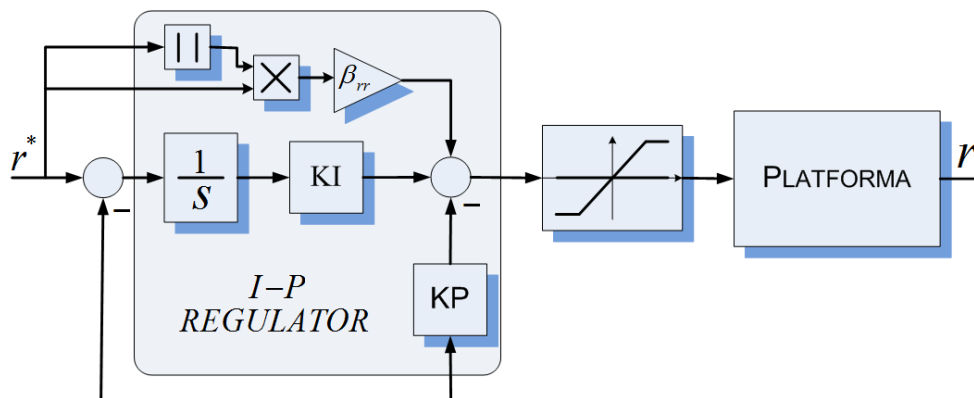 | |
×
β_rr
r*
1
s
KI
PLATFORMA
r
−
−
KP
I–P
REGULATOR